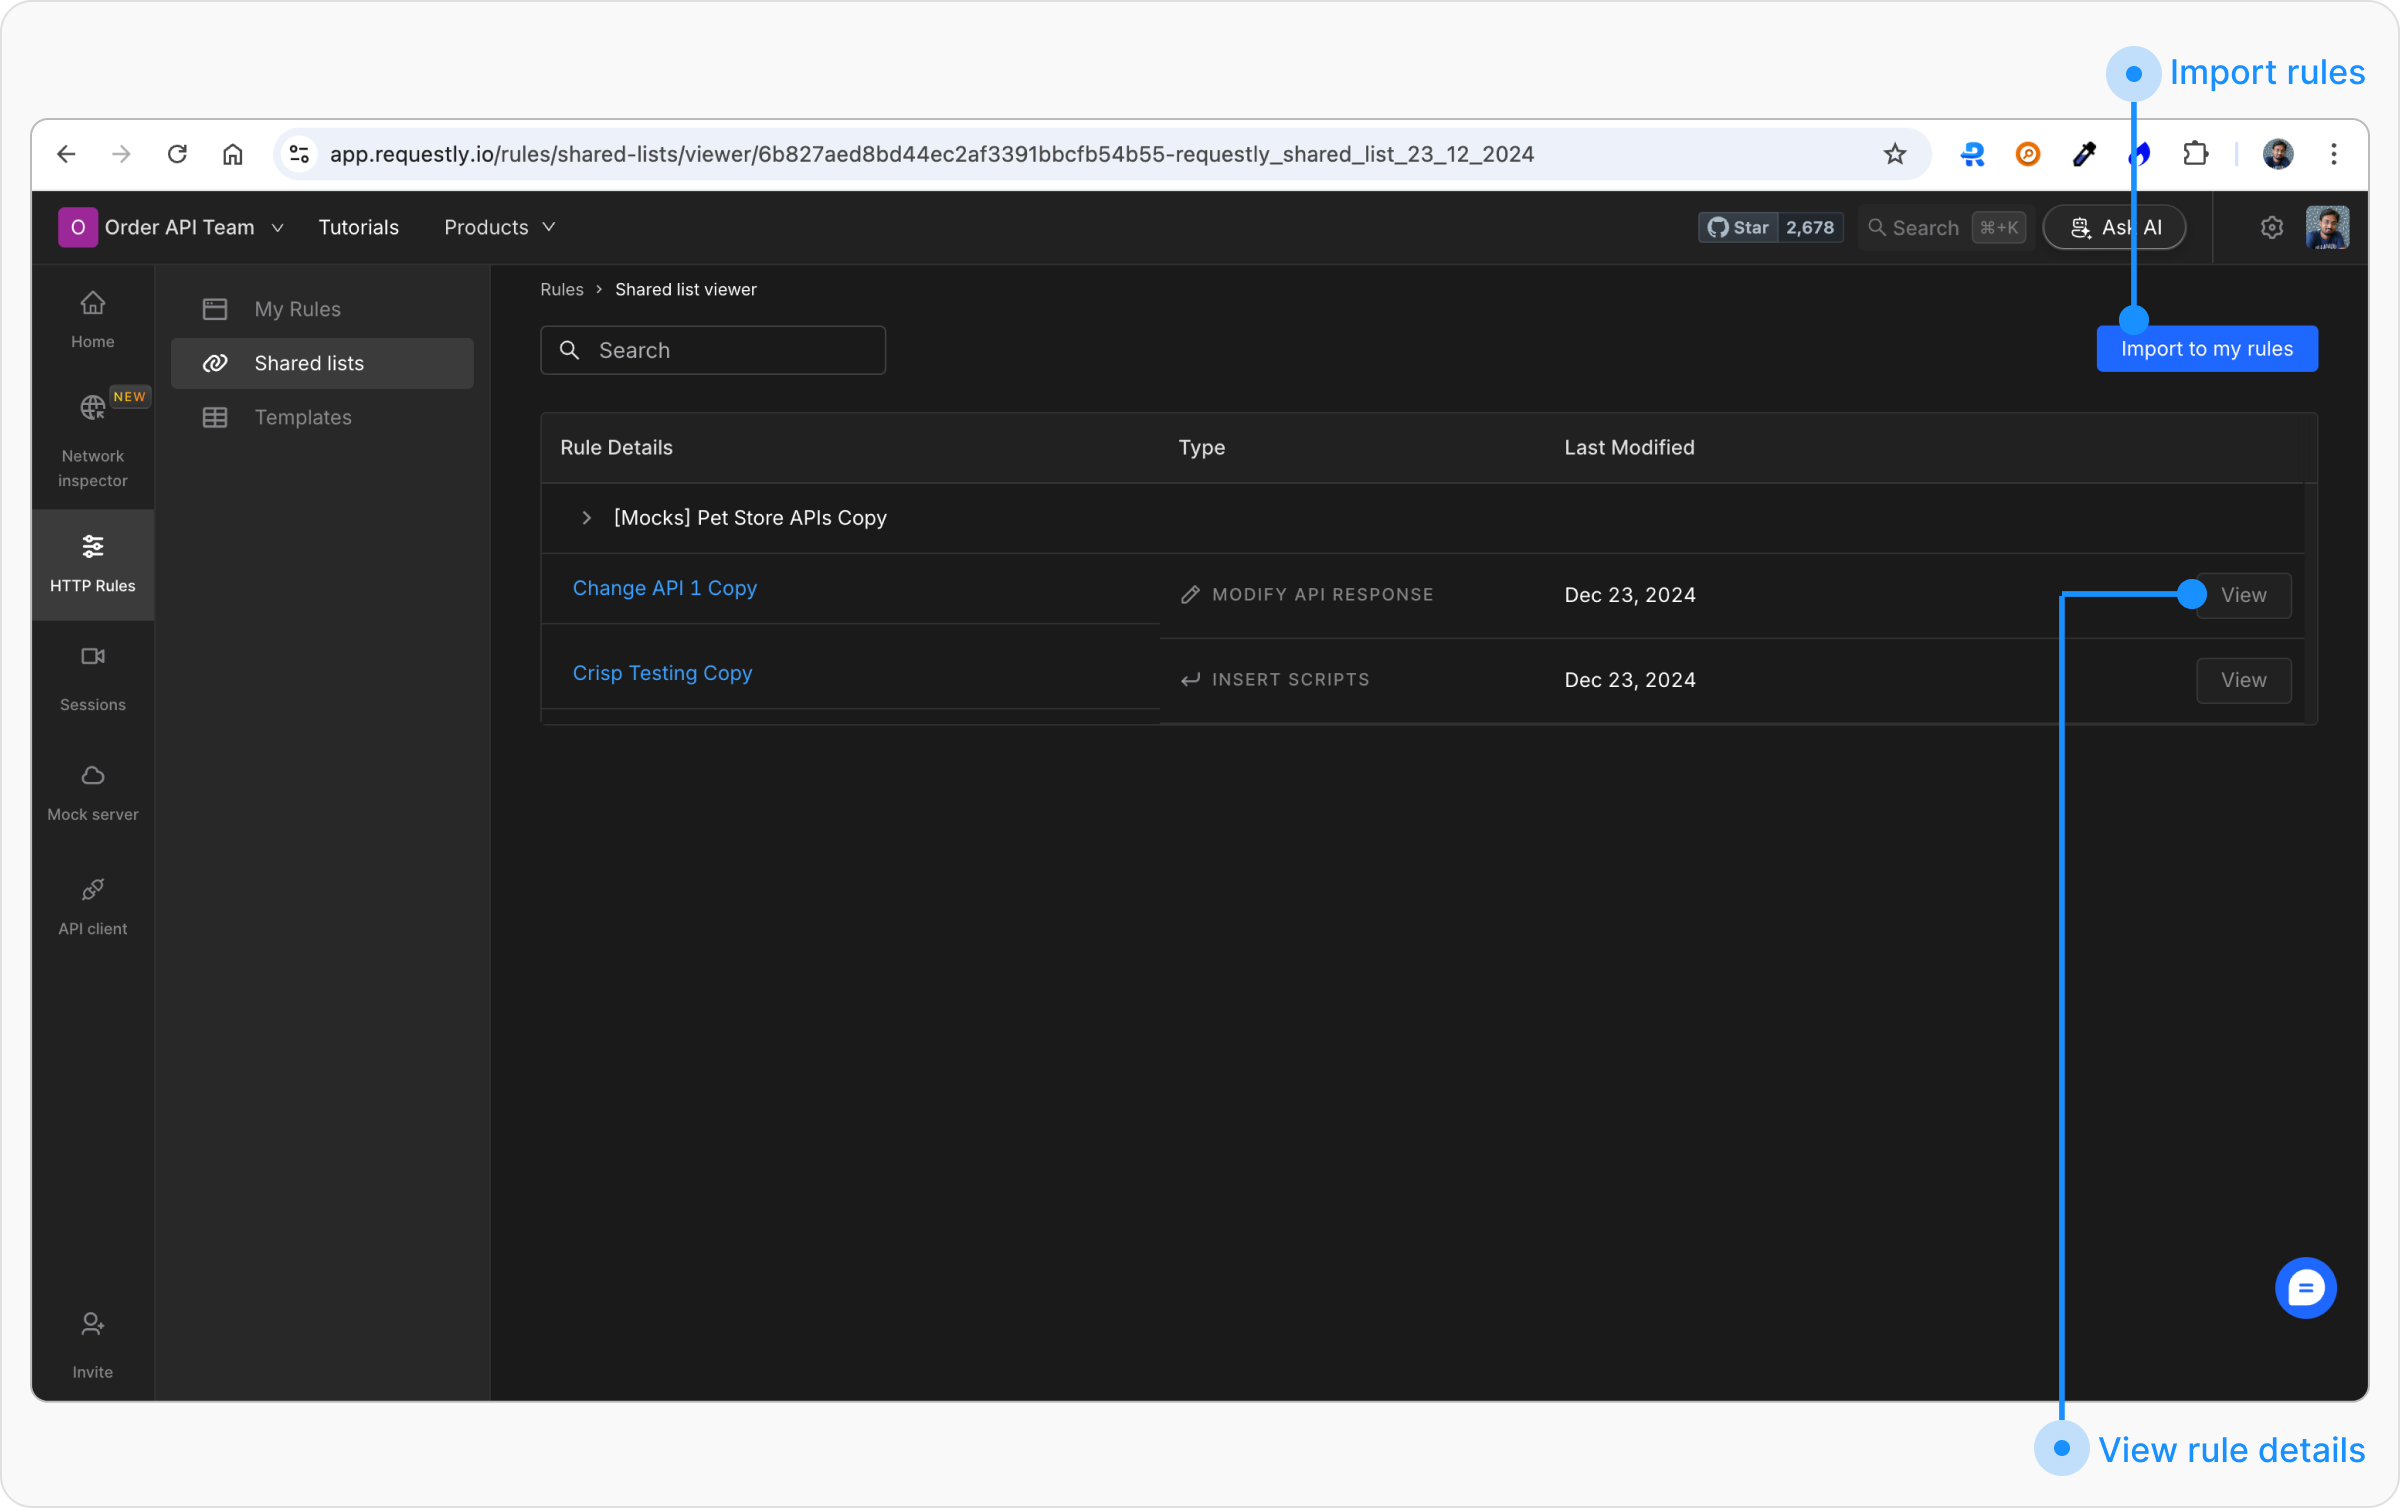 Import rules
app.requestly.io/rules/shared-lists/viewer/6b827aed8bd44ec2af3391bbcfb54b55-requestly_shared_list_23_12_2024
O Order API Team Tutorials Products Star 2,678 Search ⌘+K Ask AI
Home
NEW
Network
inspector
HTTP Rules
Sessions
Mock server
API client
Invite
My Rules
Shared lists
Templates
Rules > Shared list viewer
Search
Import to my rules
Rule Details Type Last Modified
[Mocks] Pet Store APIs Copy
Change API 1 Copy MODIFY API RESPONSE Dec 23, 2024 View
Crisp Testing Copy INSERT SCRIPTS Dec 23, 2024 View
View rule details